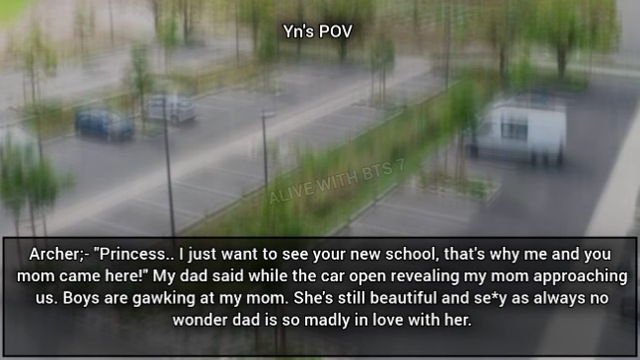 Yn's POV
ALIVE WITH BTS 7
Archer;- "Princess.. I just want to see your new school, that's why me and you
mom came here!" My dad said while the car open revealing my mom approaching
us. Boys are gawking at my mom. She's still beautiful and se*y as always no
wonder dad is so madly in love with her.